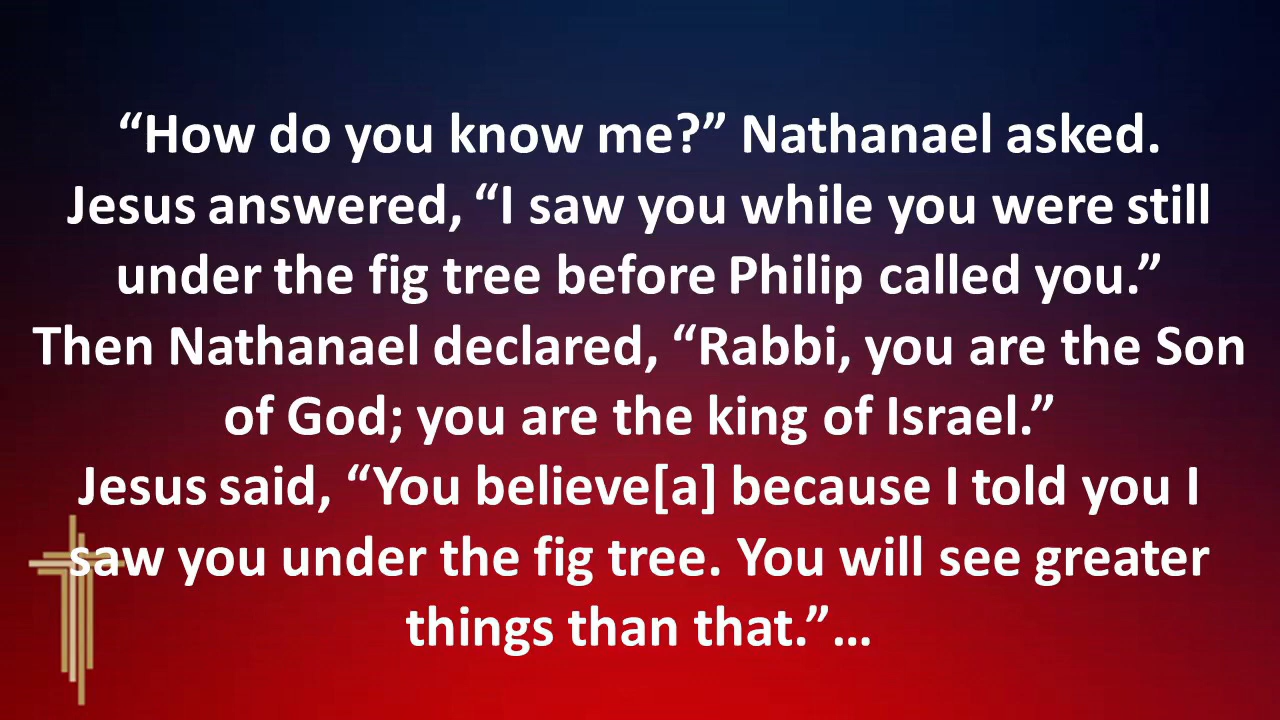 “How do you know me?” Nathanael asked.
Jesus answered, “I saw you while you were still
under the fig tree before Philip called you.”
Then Nathanael declared, “Rabbi, you are the Son
of God; you are the king of Israel.”
Jesus said, “You believe[a] because I told you I
saw you under the fig tree. You will see greater
things than that.”…